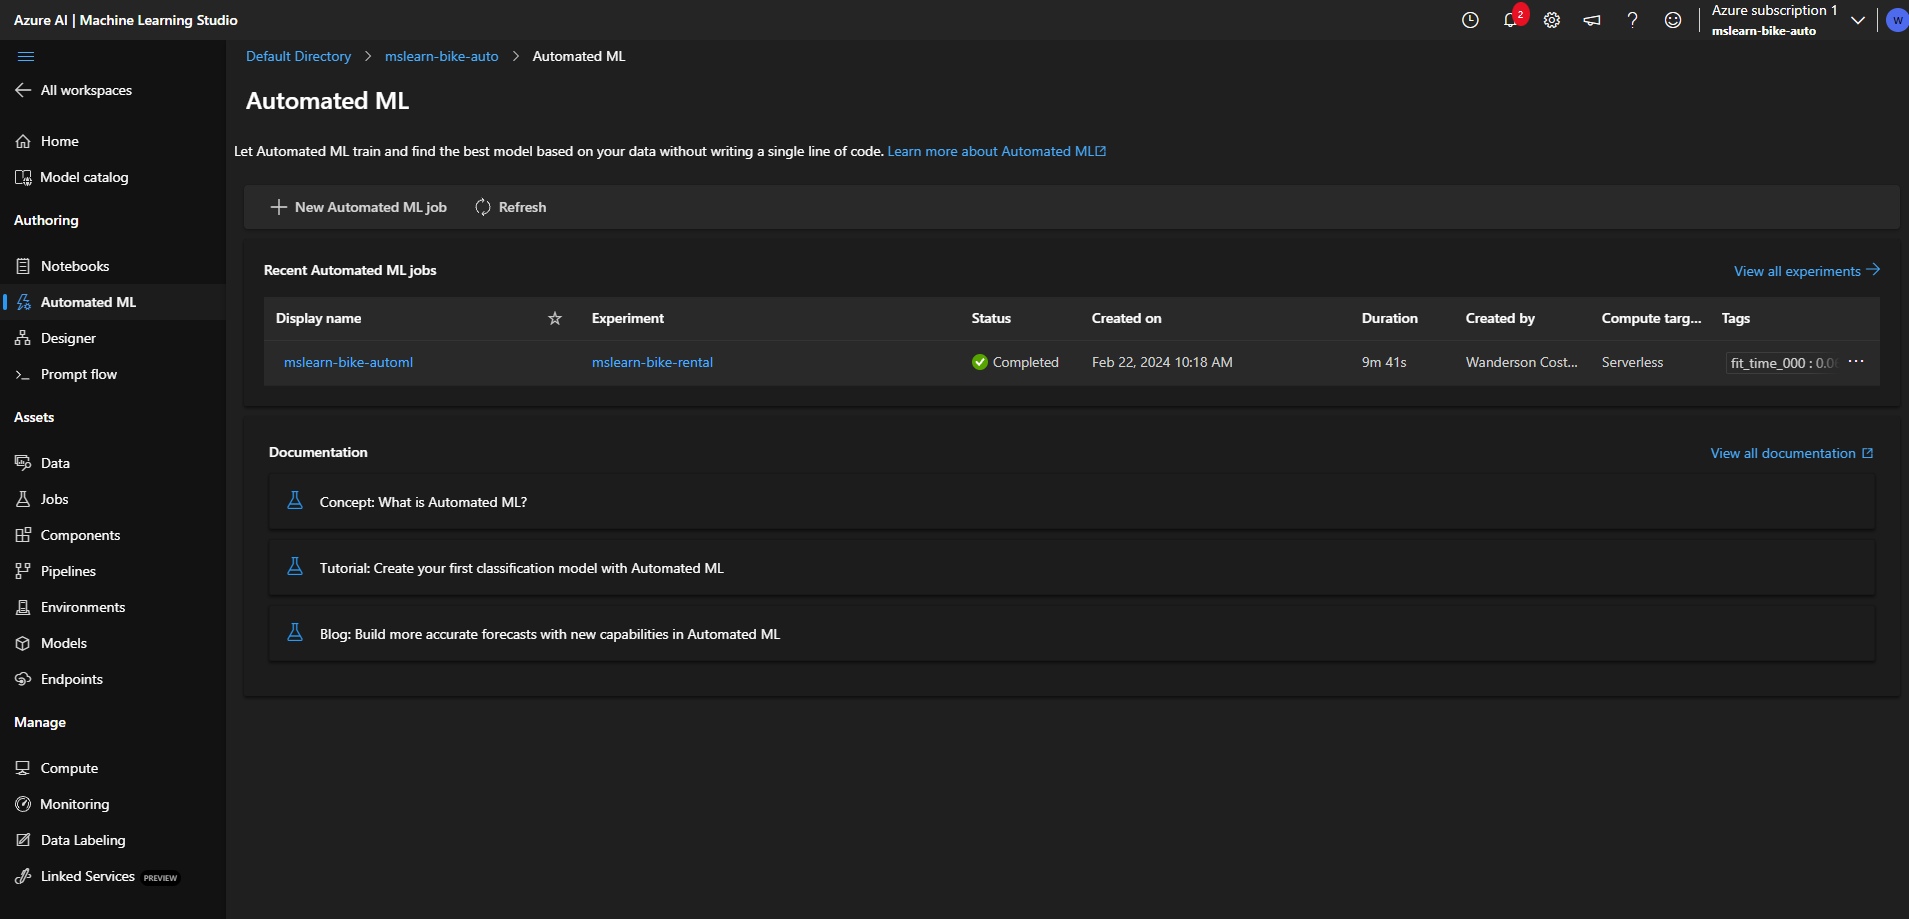 Azure AI | Machine Learning Studio
2
Azure subscription 1
mslearn-bike-auto
W
All workspaces
Home
Model catalog
Authoring
Notebooks
Automated ML
Designer
Prompt flow
Assets
Data
Jobs
Components
Pipelines
Environments
Models
Endpoints
Manage
Compute
Monitoring
Data Labeling
Linked Services PREVIEW
Default Directory > mslearn-bike-auto > Automated ML
Automated ML
Let Automated ML train and find the best model based on your data without writing a single line of code. Learn more about Automated ML
New Automated ML job Refresh
Recent Automated ML jobs View all experiments
Display name Experiment Status Created on Duration Created by Compute targ... Tags
mslearn-bike-automl mslearn-bike-rental Completed Feb 22, 2024 10:18 AM 9m 41s Wanderson Cost... Serverless fit_time_000 : 0.0 ...
Documentation View all documentation
Concept: What is Automated ML?
Tutorial: Create your first classification model with Automated ML
Blog: Build more accurate forecasts with new capabilities in Automated ML